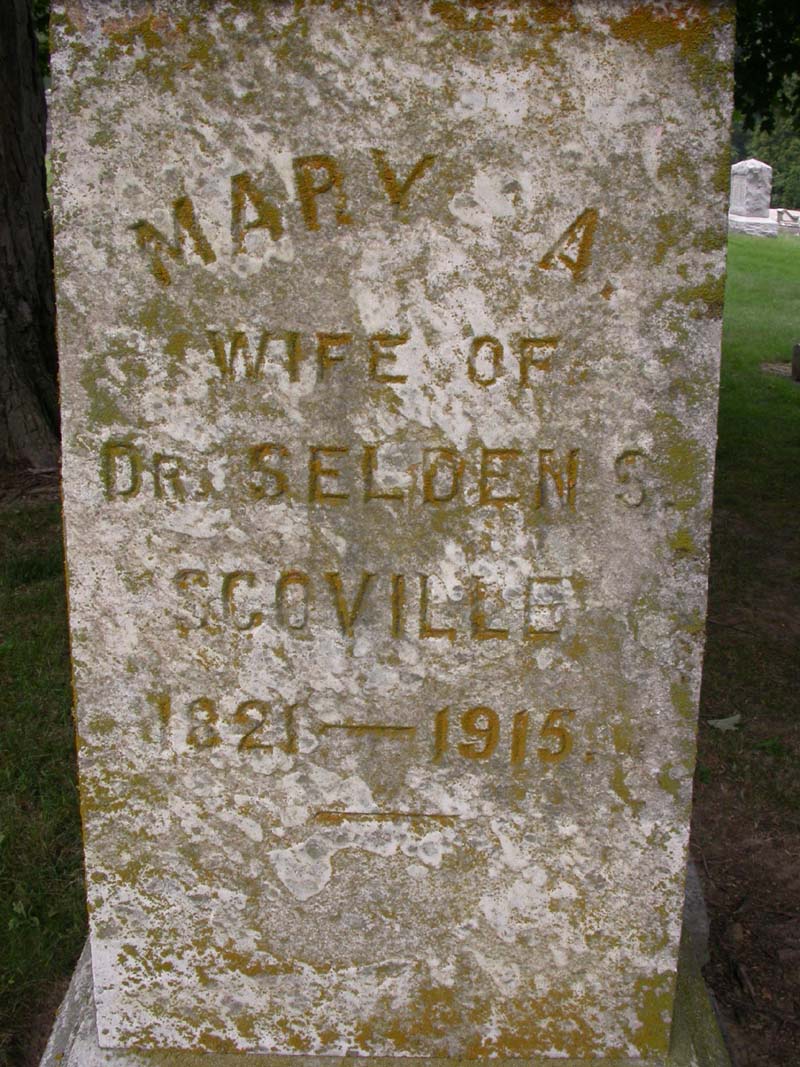 MARY A.
WIFE OF
DR. SELDEN S.
SCOVILLE
1821—1915.